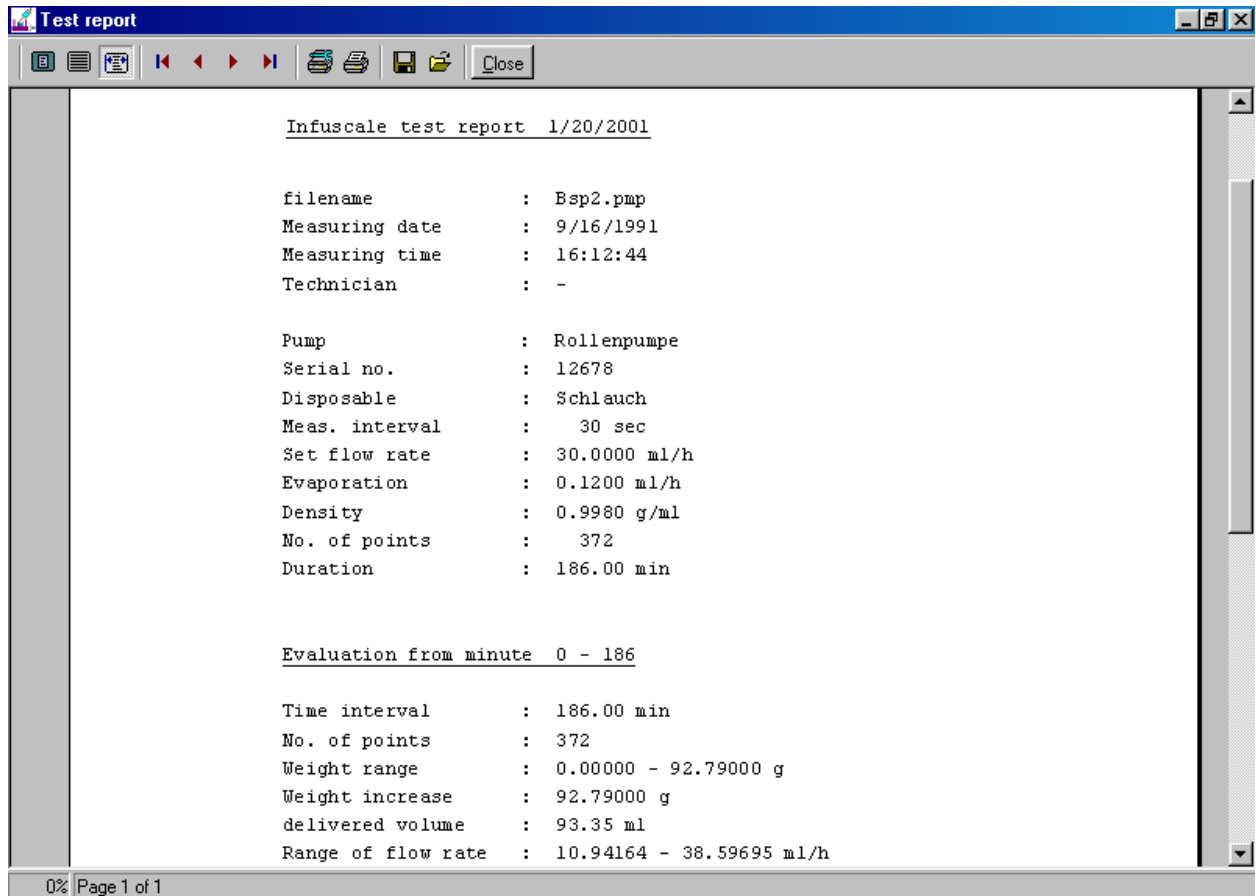 Test report
Close
Infuscale test report 1/20/2001
filename : Bsp2.pmp
Measuring date : 9/16/1991
Measuring time : 16:12:44
Technician : -
Pump : Rollenpumpe
Serial no. : 12678
Disposable : Schlauch
Meas. interval : 30 sec
Set flow rate : 30.0000 ml/h
Evaporation : 0.1200 ml/h
Density : 0.9980 g/ml
No. of points : 372
Duration : 186.00 min
Evaluation from minute 0 - 186
Time interval : 186.00 min
No. of points : 372
Weight range : 0.00000 - 92.79000 g
Weight increase : 92.79000 g
delivered volume : 93.35 ml
Range of flow rate : 10.94164 - 38.59695 ml/h
0% Page 1 of 1